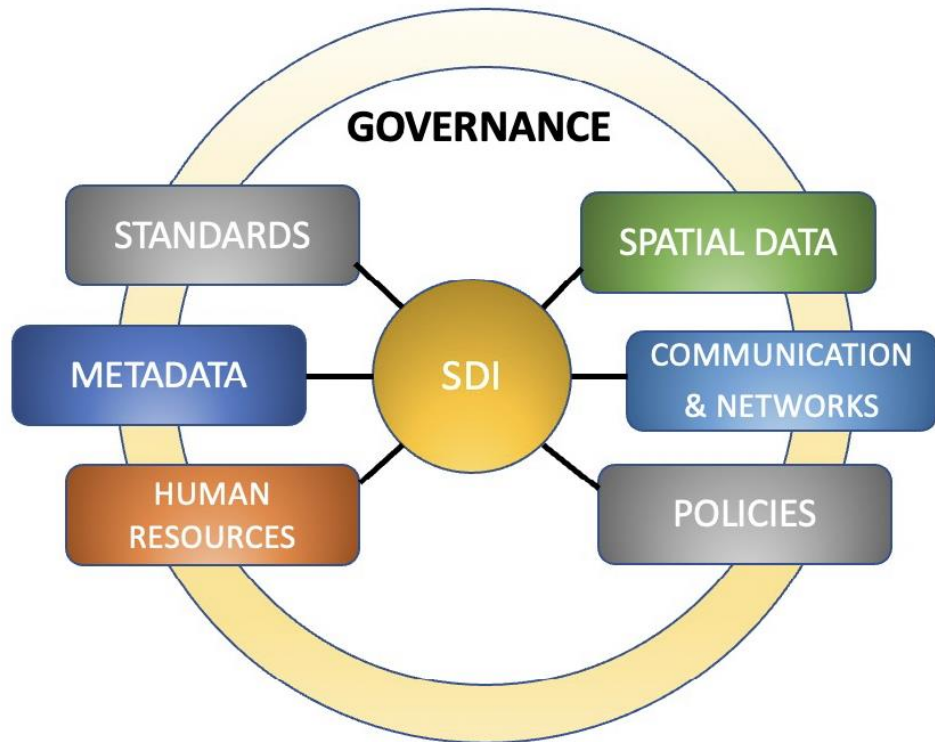 GOVERNANCE
STANDARDS
SPATIAL DATA
METADATA
SDI
COMMUNICATION
& NETWORKS
HUMAN
RESOURCES
POLICIES